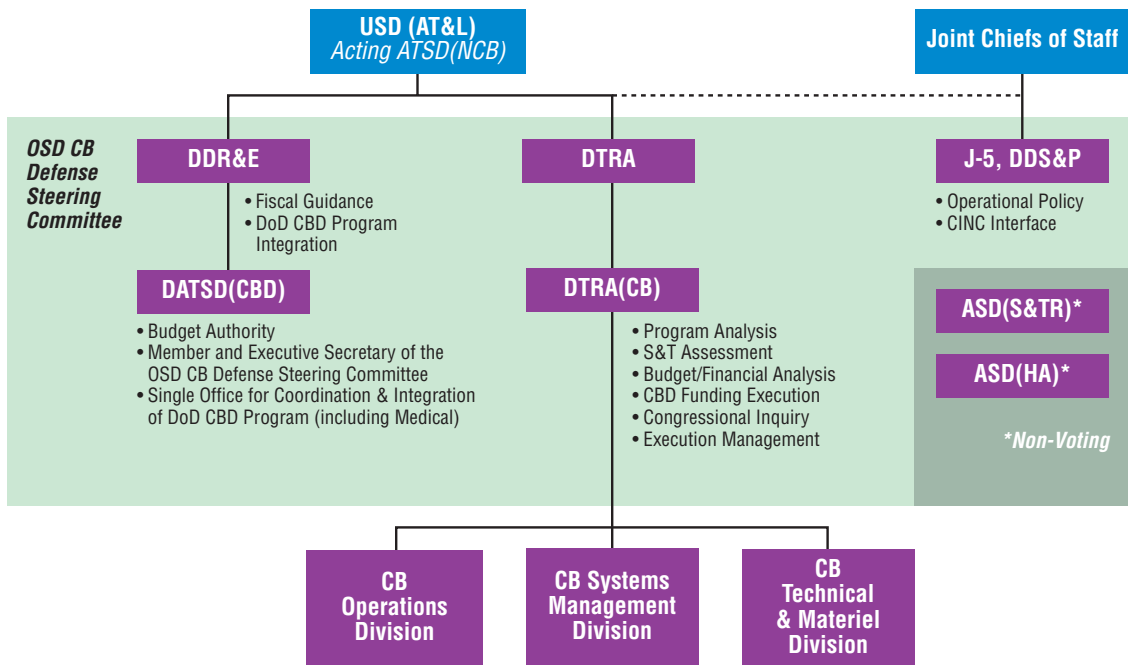 USD (AT&L)
Acting ATSD(NCB)
Joint Chiefs of Staff
OSD CB
Defense
Steering
Committee
DDR&E
• Fiscal Guidance
• DoD CBD Program
Integration
DTRA
J-5, DDS&P
• Operational Policy
• CINC Interface
DATSD(CBD)
• Budget Authority
• Member and Executive Secretary of the
OSD CB Defense Steering Committee
• Single Office for Coordination & Integration
of DoD CBD Program (including Medical)
DTRA(CB)
• Program Analysis
• S&T Assessment
• Budget/Financial Analysis
• CBD Funding Execution
• Congressional Inquiry
• Execution Management
ASD(S&TR)*
ASD(HA)*
*Non-Voting
CB
Operations
Division
CB Systems
Management
Division
CB
Technical
& Materiel
Division